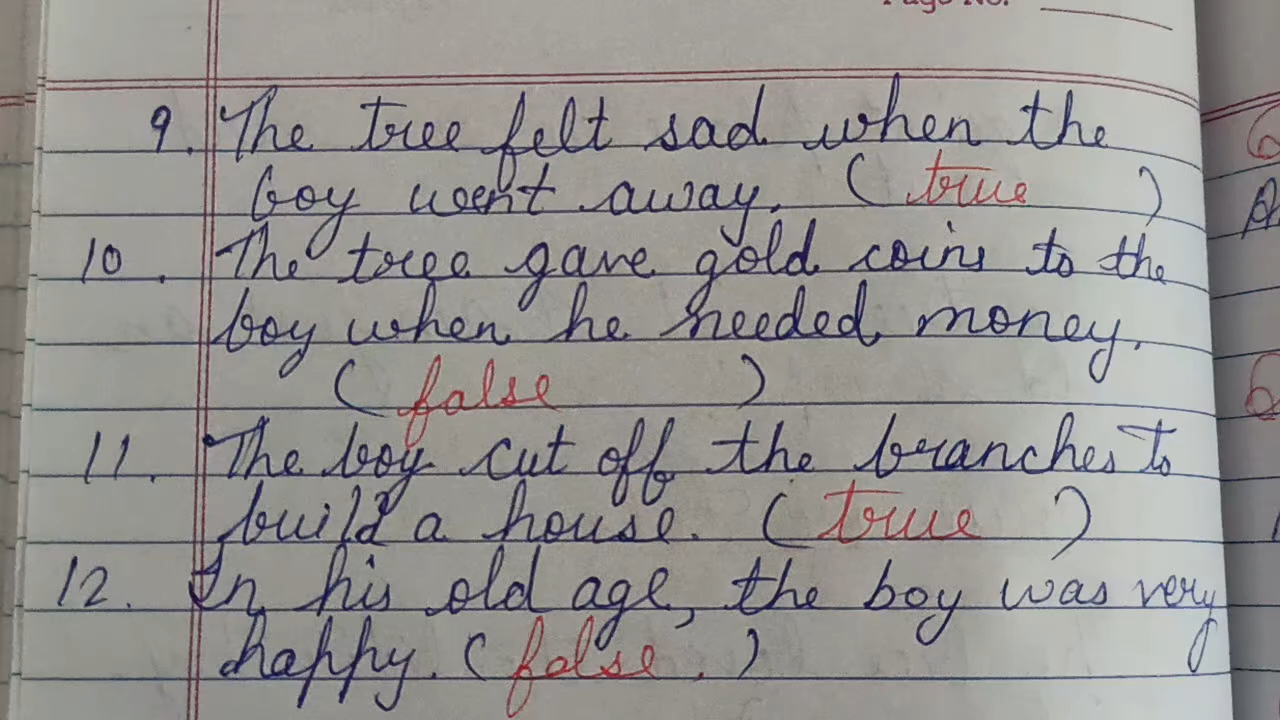 Page No.
9. The tree felt sad when the
boy went away. (true)
10. The tree gave gold coins to the
boy when he needed money.
(false)
11. The boy cut off the branches to
build a house. (true)
12. In his old age, the boy was very
happy. (false.)